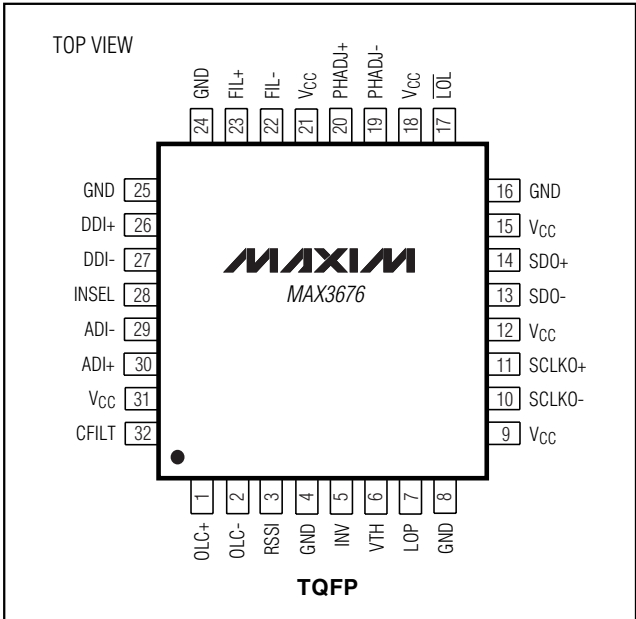 TOP VIEW
GND
FIL+
FIL-
VCC
PHADJ+
PHADJ-
VCC
LOL
24
23
22
21
20
19
18
17
GND 25
DDI+ 26
DDI- 27
INSEL 28
ADI- 29
ADI+ 30
VCC 31
CFILT 32
MAXIM
MAX3676
16 GND
15 VCC
14 SDO+
13 SDO-
12 VCC
11 SCLKO+
10 SCLKO-
9 VCC
1
2
3
4
5
6
7
8
OLC+
OLC-
RSSI
GND
INV
VTH
LOP
GND
TQFP